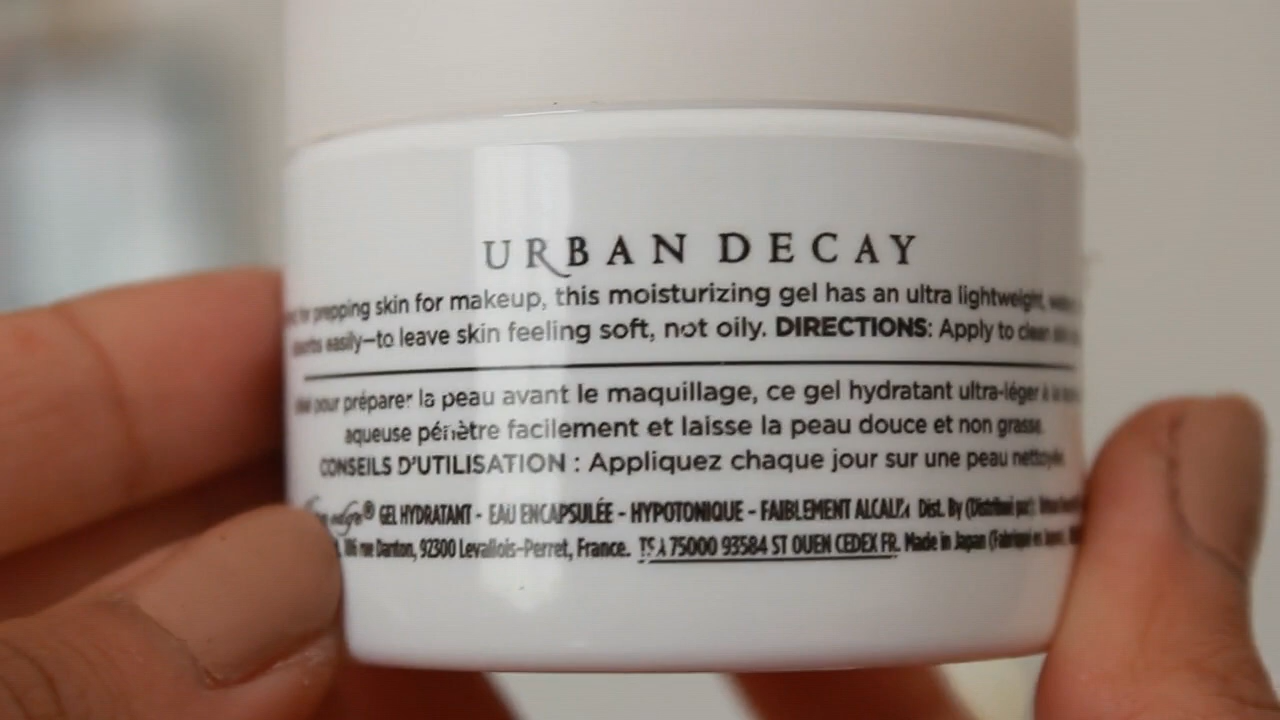 URBAN DECAY
prepping skin for makeup, this moisturizing gel has an ultra lightweight,
easily—to leave skin feeling soft, not oily. DIRECTIONS: Apply to clean
pour préparer la peau avant le maquillage, ce gel hydratant ultra-léger à la
aqueuse pénètre facilement et laisse la peau douce et non grasse.
CONSEILS D'UTILISATION : Appliquez chaque jour sur une peau nettoyée.
edge® GEL HYDRATANT - EAU ENCAPSULÉE - HYPOTONIQUE - FAIBLEMENT Dist. By (Distribué par):
rue Danton, 92300 Levallois-Perret, France. TSA 75000 93584 ST OUEN CEDEX FR. Made in Japan (Fabriqué en